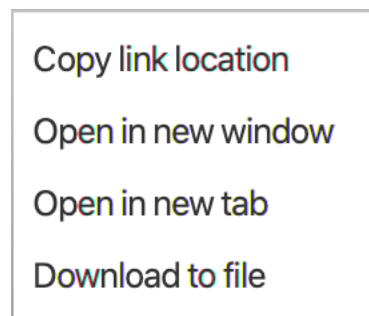 Copy link location
Open in new window
Open in new tab
Download to file